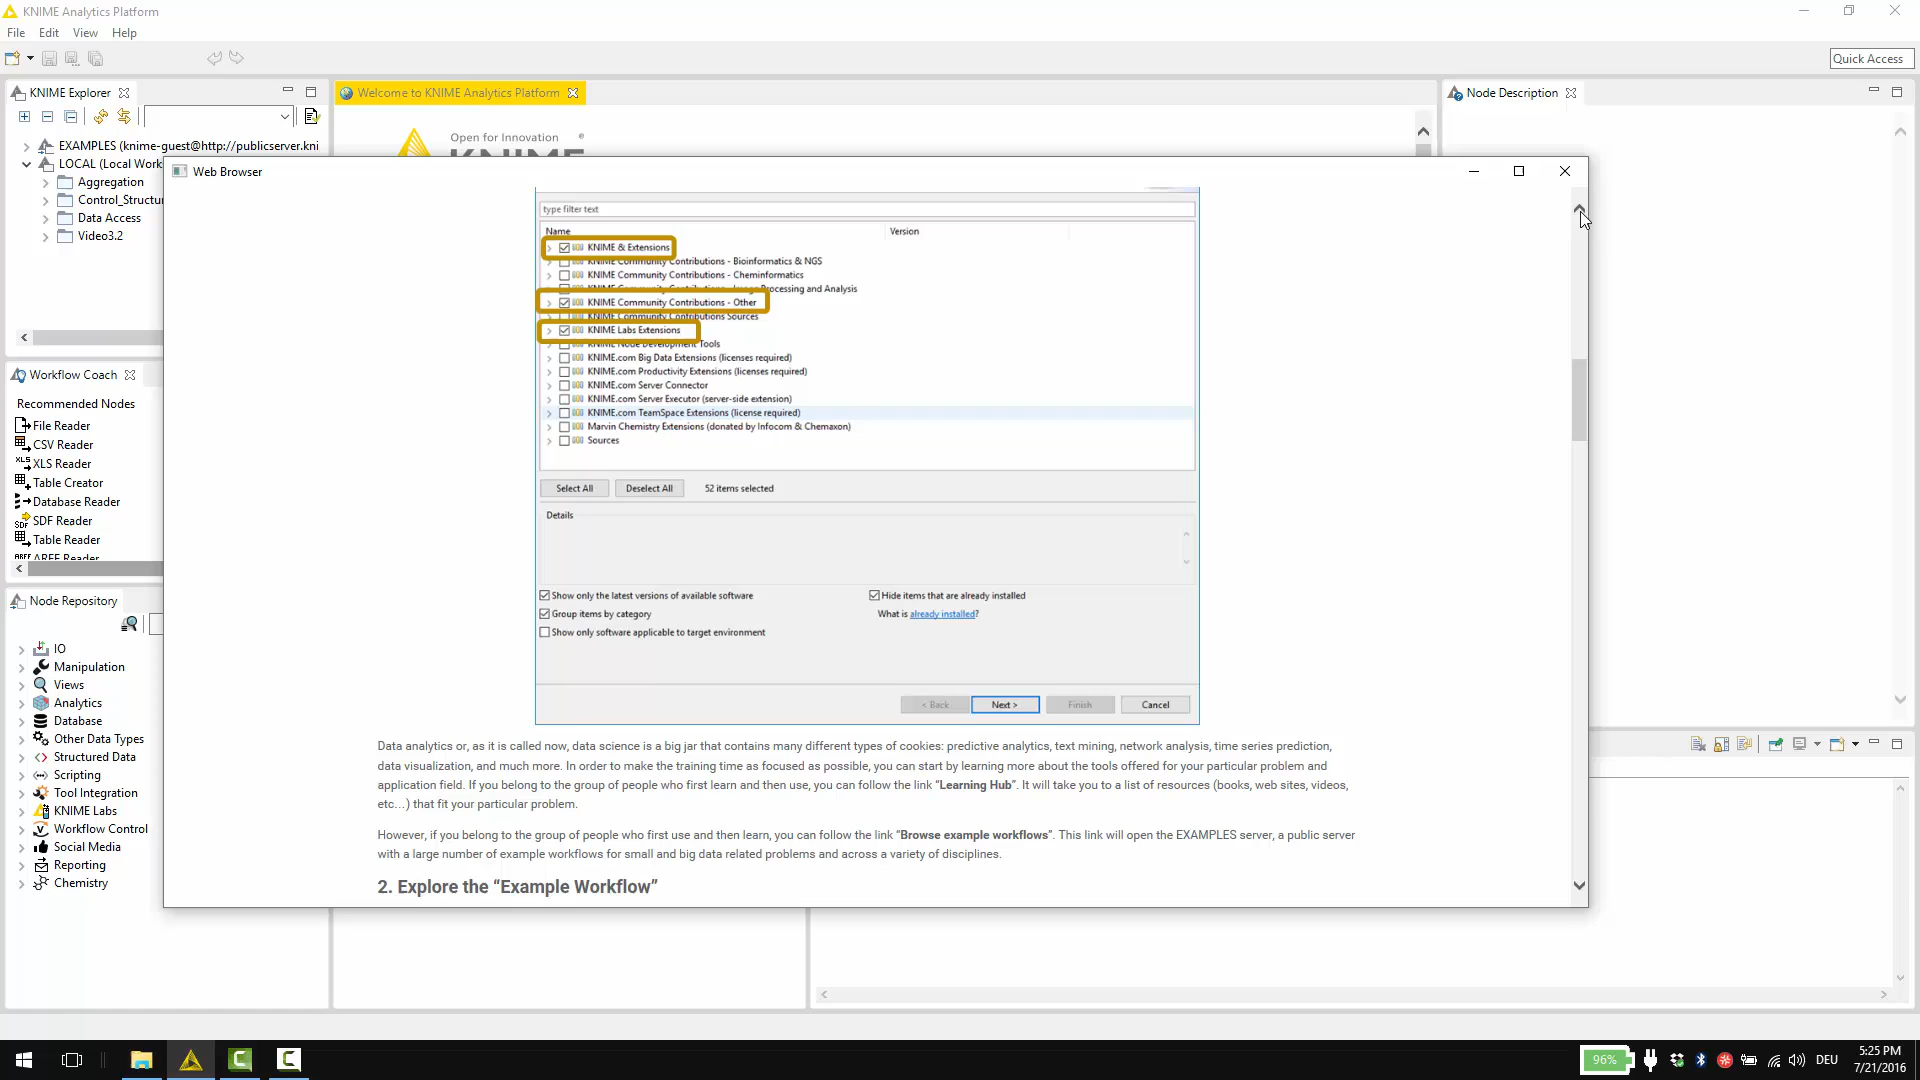 KNIME Analytics Platform
File Edit View Help
Quick Access
KNIME Explorer
Welcome to KNIME Analytics Platform
Node Description
Open for Innovation
KNIME
EXAMPLES (knime-guest@http://publicserver.kni
LOCAL (Local Work
Aggregation
Control_Structu
Data Access
Video3.2
Workflow Coach
Recommended Nodes
File Reader
CSV Reader
XLS Reader
Table Creator
Database Reader
SDF Reader
Table Reader
ARFF Reader
Node Repository
IO
Manipulation
Views
Analytics
Database
Other Data Types
Structured Data
Scripting
Tool Integration
KNIME Labs
Workflow Control
Social Media
Reporting
Chemistry
Web Browser
type filter text
Name Version
KNIME & Extensions
KNIME Community Contributions - Bioinformatics & NGS
KNIME Community Contributions - Cheminformatics
KNIME Community Contributions - Image Processing and Analysis
KNIME Community Contributions - Other
KNIME Community Contributions Sources
KNIME Labs Extensions
KNIME Node Development Tools
KNIME.com Big Data Extensions (licenses required)
KNIME.com Productivity Extensions (licenses required)
KNIME.com Server Connector
KNIME.com Server Executor (server-side extension)
KNIME.com TeamSpace Extensions (license required)
Marvin Chemistry Extensions (donated by Infocom & Chemaxon)
Sources
Select All Deselect All 52 items selected
Details
Show only the latest versions of available software Hide items that are already installed
Group items by category What is already installed?
Show only software applicable to target environment
< Back Next > Finish Cancel
Data analytics or, as it is called now, data science is a big jar that contains many different types of cookies: predictive analytics, text mining, network analysis, time series prediction,
data visualization, and much more. In order to make the training time as focused as possible, you can start by learning more about the tools offered for your particular problem and
application field. If you belong to the group of people who first learn and then use, you can follow the link “Learning Hub”. It will take you to a list of resources (books, web sites, videos,
etc…) that fit your particular problem.
However, if you belong to the group of people who first use and then learn, you can follow the link “Browse example workflows”. This link will open the EXAMPLES server, a public server
with a large number of example workflows for small and big data related problems and across a variety of disciplines.
2. Explore the “Example Workflow”
96% DEU 5:25 PM
7/21/2016